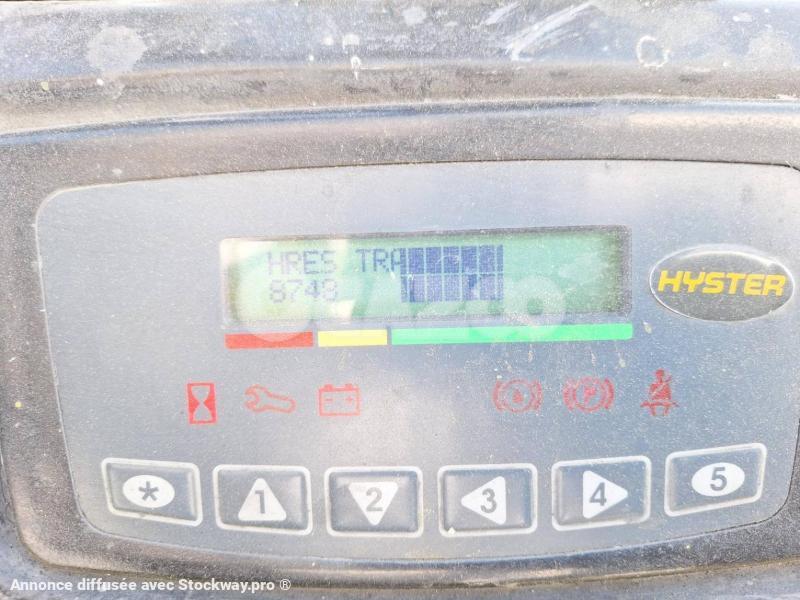 HRES TRA
8748
HYSTER
* 1 2 3 4 5
Annonce diffusée avec Stockway.pro ®